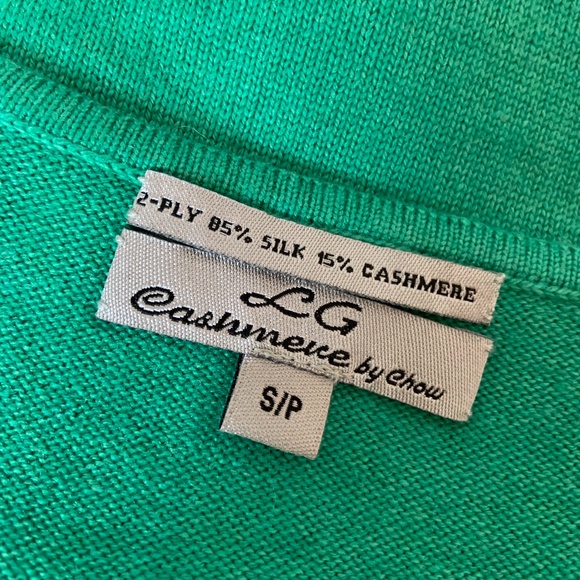 2-PLY 85% SILK 15% CASHMERE
LG
Cashmere by Chow
S/P